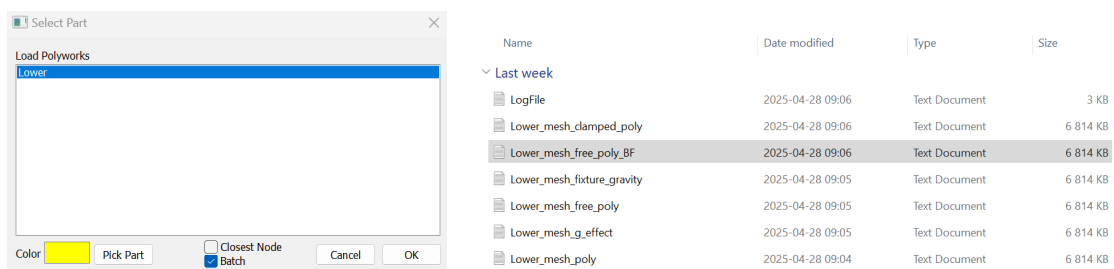 Select Part
Load Polyworks
Lower
Color
Pick Part
Closest Node
Batch
Cancel
OK
Name Date modified Type Size
Last week
LogFile 2025-04-28 09:06 Text Document 3 KB
Lower_mesh_clamped_poly 2025-04-28 09:06 Text Document 6 814 KB
Lower_mesh_free_poly_BF 2025-04-28 09:06 Text Document 6 814 KB
Lower_mesh_fixture_gravity 2025-04-28 09:05 Text Document 6 814 KB
Lower_mesh_free_poly 2025-04-28 09:05 Text Document 6 814 KB
Lower_mesh_g_effect 2025-04-28 09:05 Text Document 6 814 KB
Lower_mesh_poly 2025-04-28 09:04 Text Document 6 814 KB